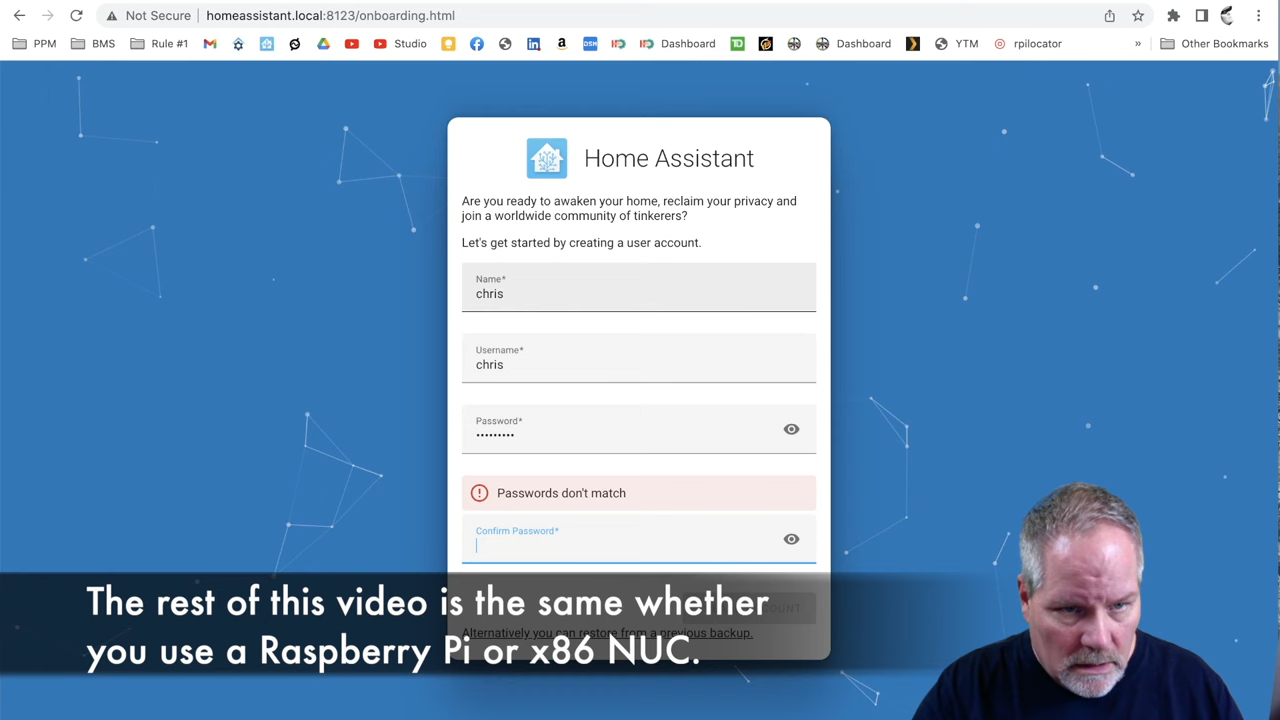 Not Secure homeassistant.local:8123/onboarding.html
PPM BMS Rule #1 Studio DSM Dashboard TD Dashboard YTM rpilocator » Other Bookmarks
Home Assistant
Are you ready to awaken your home, reclaim your privacy and
join a worldwide community of tinkerers?
Let's get started by creating a user account.
Name*
chris
Username*
chris
Password*
•••••••••
Passwords don't match
Confirm Password*
The rest of this video is the same whether
Alternatively you can restore from a previous backup.
you use a Raspberry Pi or x86 NUC.